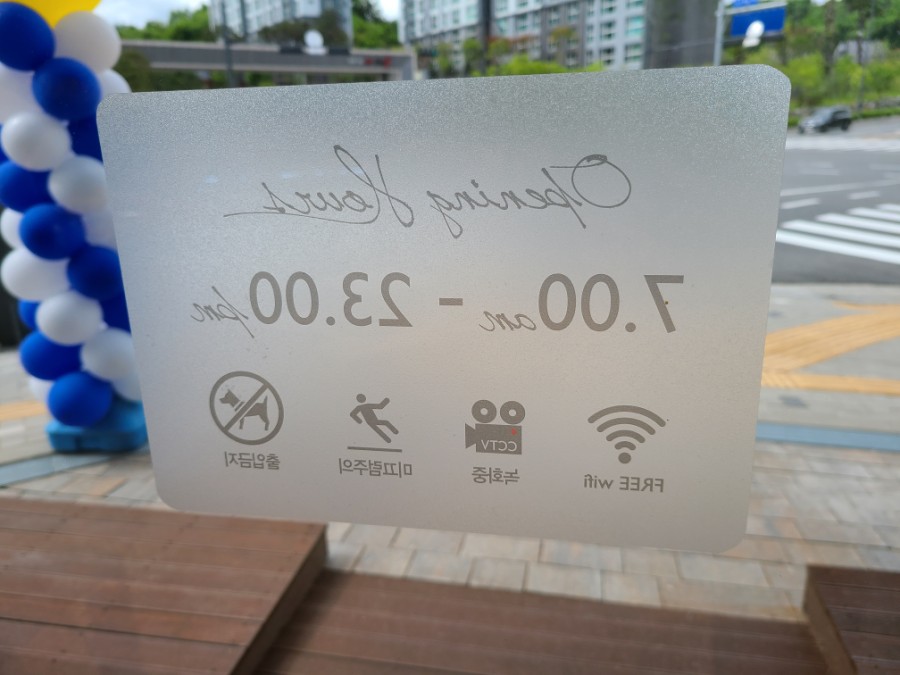 Opening Hours
7.00am - 23.00pm
CCTV
FREE wifi
녹화중
미끄럼주의
출입금지